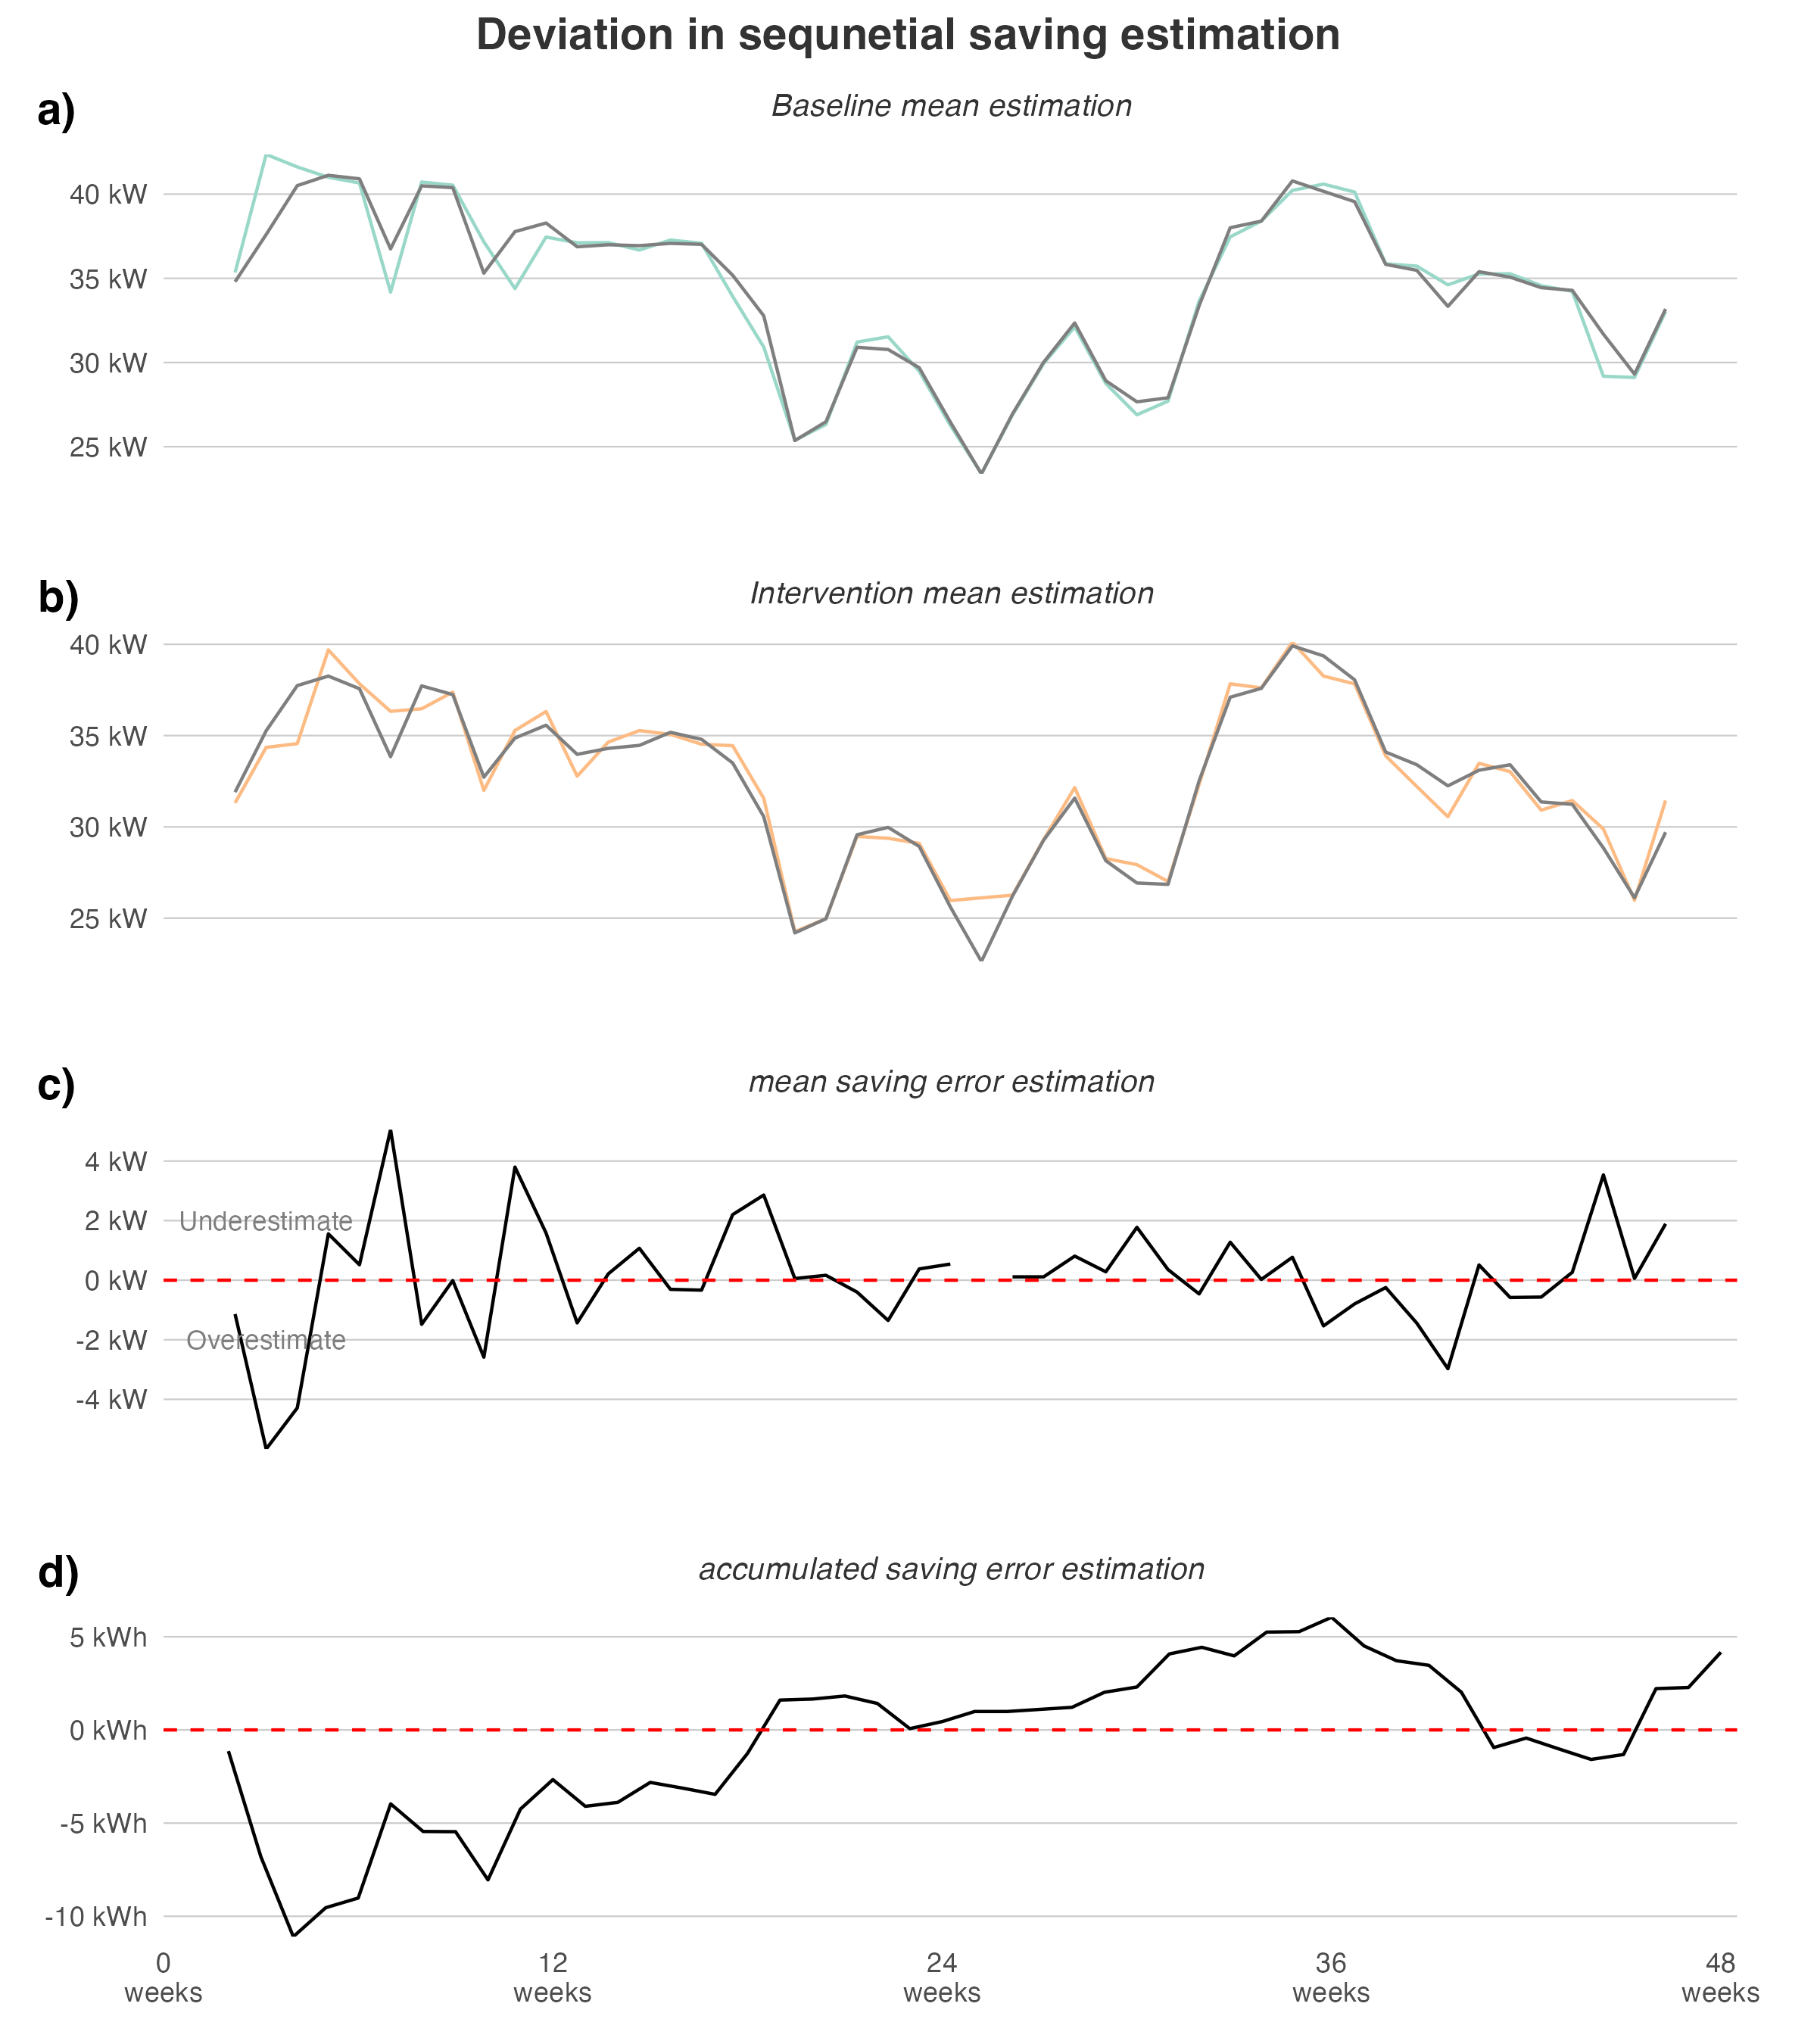 Deviation in sequnetial saving estimation
a)
Baseline mean estimation
40 kW
35 kW
30 kW
25 kW
b)
Intervention mean estimation
40 kW
35 kW
30 kW
25 kW
c)
mean saving error estimation
4 kW
2 kW
Underestimate
0 kW
-2 kW
Overestimate
-4 kW
d)
accumulated saving error estimation
5 kWh
0 kWh
-5 kWh
-10 kWh
0 12 24 36 48
weeks weeks weeks weeks weeks